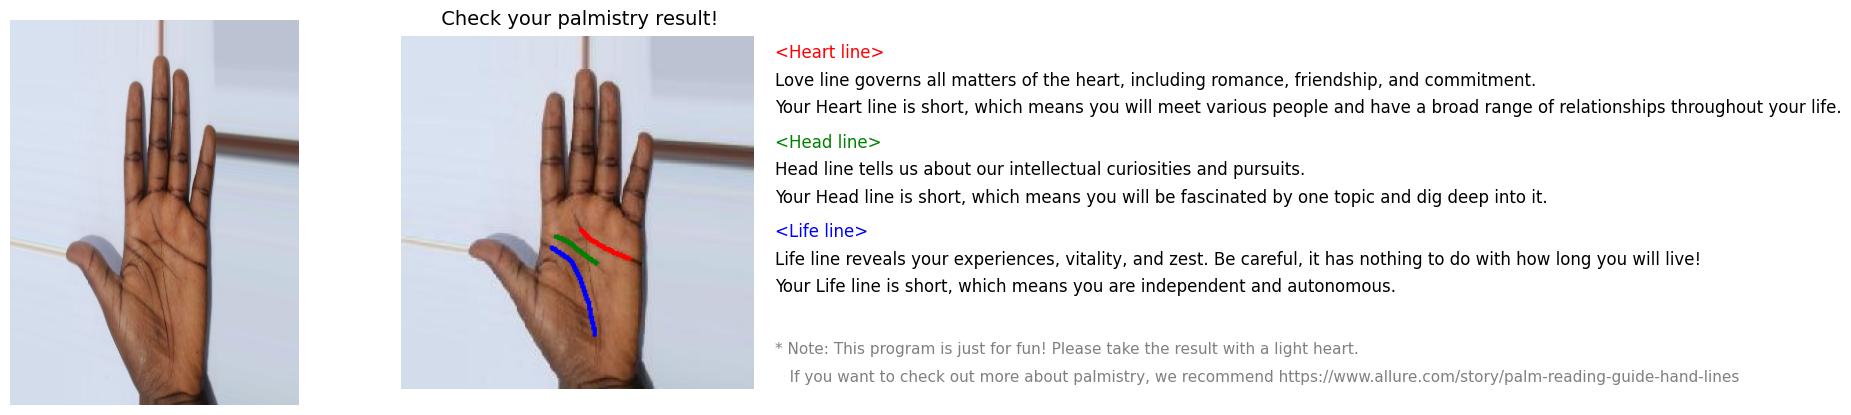 Check your palmistry result!
<Heart line>
Love line governs all matters of the heart, including romance, friendship, and commitment.
Your Heart line is short, which means you will meet various people and have a broad range of relationships throughout your life.
<Head line>
Head line tells us about our intellectual curiosities and pursuits.
Your Head line is short, which means you will be fascinated by one topic and dig deep into it.
<Life line>
Life line reveals your experiences, vitality, and zest. Be careful, it has nothing to do with how long you will live!
Your Life line is short, which means you are independent and autonomous.
* Note: This program is just for fun! Please take the result with a light heart.
If you want to check out more about palmistry, we recommend https://www.allure.com/story/palm-reading-guide-hand-lines